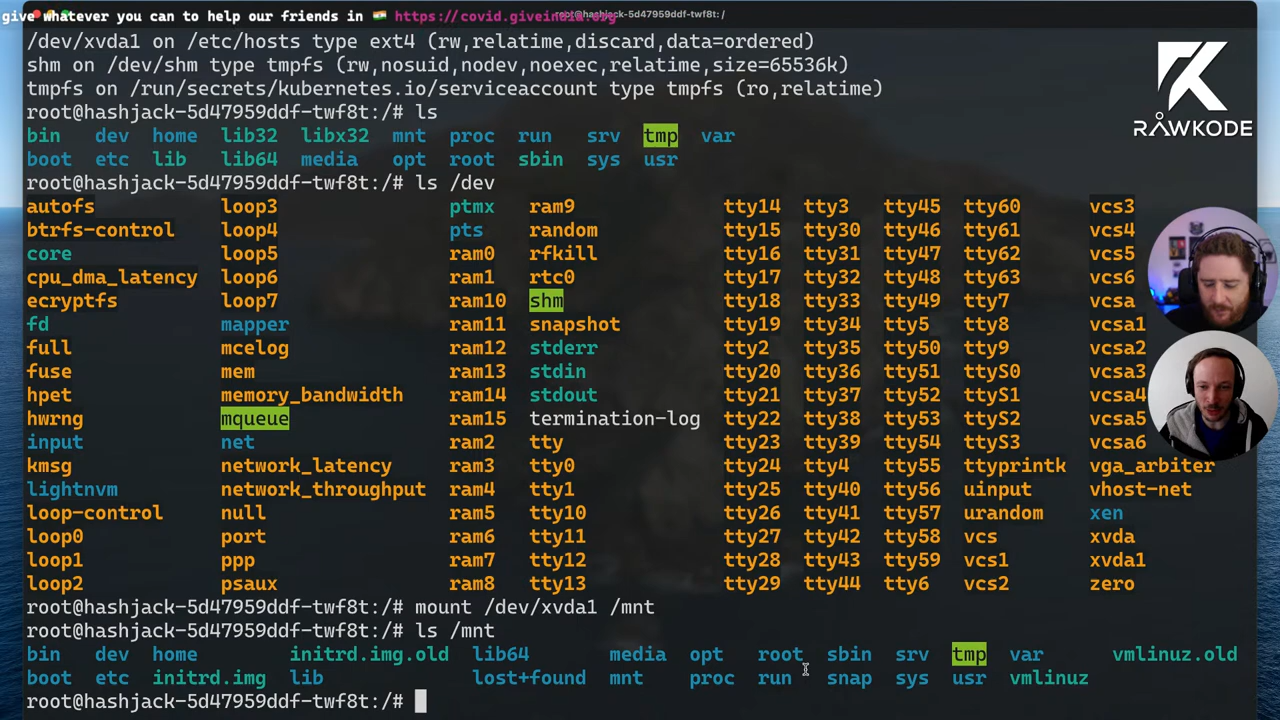 give whatever you can to help our friends in 🇮🇳 https://covid.giveindia.org
root@hashjack-5d47959ddf-twf8t: /
/dev/xvda1 on /etc/hosts type ext4 (rw,relatime,discard,data=ordered)
shm on /dev/shm type tmpfs (rw,nosuid,nodev,noexec,relatime,size=65536k)
tmpfs on /run/secrets/kubernetes.io/serviceaccount type tmpfs (ro,relatime)
root@hashjack-5d47959ddf-twf8t:/# ls
bin dev home lib32 libx32 mnt proc run srv tmp var
boot etc lib lib64 media opt root sbin sys usr
root@hashjack-5d47959ddf-twf8t:/# ls /dev
autofs loop3 ptmx ram9 tty14 tty3 tty45 tty60 vcs3
btrfs-control loop4 pts random tty15 tty30 tty46 tty61 vcs4
core loop5 ram0 rfkill tty16 tty31 tty47 tty62 vcs5
cpu_dma_latency loop6 ram1 rtc0 tty17 tty32 tty48 tty63 vcs6
ecryptfs loop7 ram10 shm tty18 tty33 tty49 tty7 vcsa
fd mapper ram11 snapshot tty19 tty34 tty5 tty8 vcsa1
full mcelog ram12 stderr tty2 tty35 tty50 tty9 vcsa2
fuse mem ram13 stdin tty20 tty36 tty51 ttyS0 vcsa3
hpet memory_bandwidth ram14 stdout tty21 tty37 tty52 ttyS1 vcsa4
hwrng mqueue ram15 termination-log tty22 tty38 tty53 ttyS2 vcsa5
input net ram2 tty tty23 tty39 tty54 ttyS3 vcsa6
kmsg network_latency ram3 tty0 tty24 tty4 tty55 ttyprintk vga_arbiter
lightnvm network_throughput ram4 tty1 tty25 tty40 tty56 uinput vhost-net
loop-control null ram5 tty10 tty26 tty41 tty57 urandom xen
loop0 port ram6 tty11 tty27 tty42 tty58 vcs xvda
loop1 ppp ram7 tty12 tty28 tty43 tty59 vcs1 xvda1
loop2 psaux ram8 tty13 tty29 tty44 tty6 vcs2 zero
root@hashjack-5d47959ddf-twf8t:/# mount /dev/xvda1 /mnt
root@hashjack-5d47959ddf-twf8t:/# ls /mnt
bin dev home initrd.img.old lib64 media opt root sbin srv tmp var vmlinuz.old
boot etc initrd.img lib lost+found mnt proc run snap sys usr vmlinuz
root@hashjack-5d47959ddf-twf8t:/#
RAWKODE